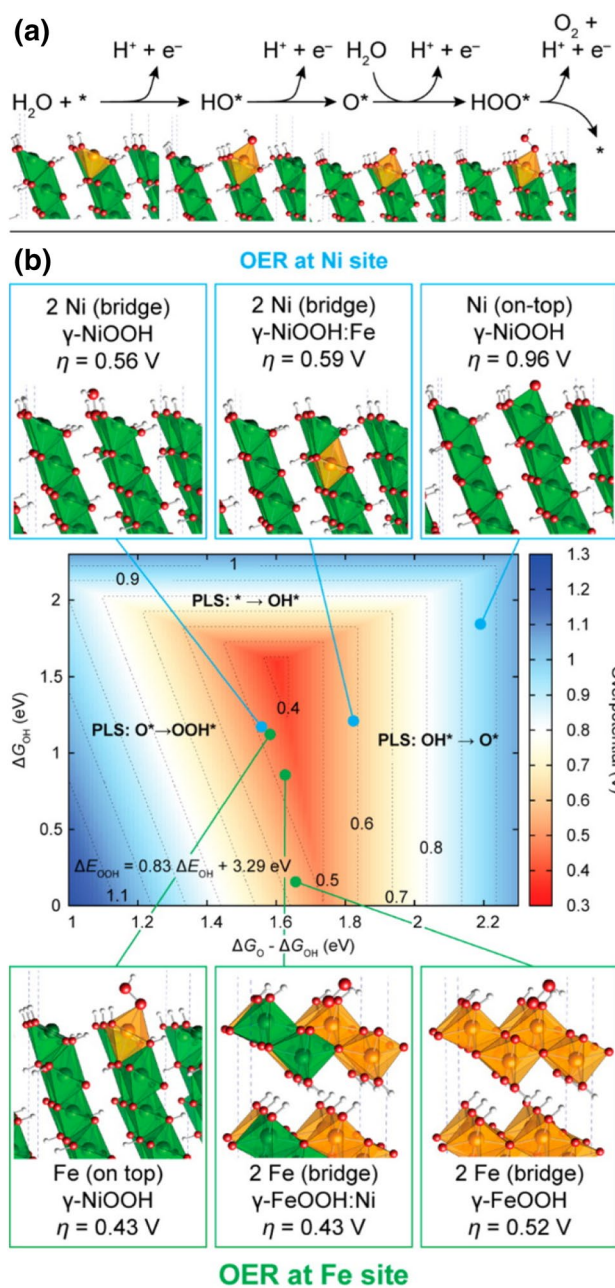 (a)
H⁺ + e⁻ H⁺ + e⁻ H₂O H⁺ + e⁻ O₂ + H⁺ + e⁻
H₂O + * HO* O* HOO*
*
(b)
OER at Ni site
2 Ni (bridge)
γ-NiOOH
η = 0.56 V
2 Ni (bridge)
γ-NiOOH:Fe
η = 0.59 V
Ni (on-top)
γ-NiOOH
η = 0.96 V
2
1.5
1
0.5
0
ΔG_OH (eV)
0.9
1
PLS: * → OH*
0.4
PLS: O*→OOH*
PLS: OH* → O*
0.6
0.8
ΔE_OOH = 0.83 ΔE_OH + 3.29 eV
1.1
0.5
0.7
1 1.2 1.4 1.6 1.8 2 2.2
ΔG_O - ΔG_OH (eV)
1.3
1.2
1.1
1
0.9
0.8
0.7
0.6
0.5
0.4
0.3
Overpotential (V)
Fe (on top)
γ-NiOOH
η = 0.43 V
2 Fe (bridge)
γ-FeOOH:Ni
η = 0.43 V
2 Fe (bridge)
γ-FeOOH
η = 0.52 V
OER at Fe site